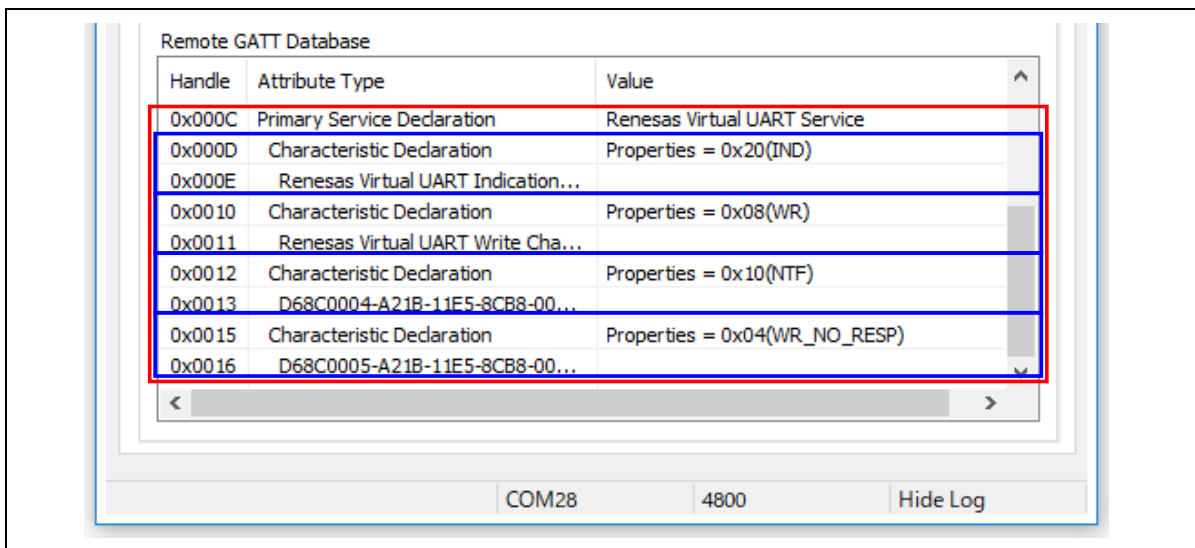 Remote GATT Database
Handle Attribute Type Value
0x000C Primary Service Declaration Renesas Virtual UART Service
0x000D Characteristic Declaration Properties = 0x20(IND)
0x000E Renesas Virtual UART Indication...
0x0010 Characteristic Declaration Properties = 0x08(WR)
0x0011 Renesas Virtual UART Write Cha...
0x0012 Characteristic Declaration Properties = 0x10(NTF)
0x0013 D68C0004-A21B-11E5-8CB8-00...
0x0015 Characteristic Declaration Properties = 0x04(WR_NO_RESP)
0x0016 D68C0005-A21B-11E5-8CB8-00...
COM28 4800 Hide Log